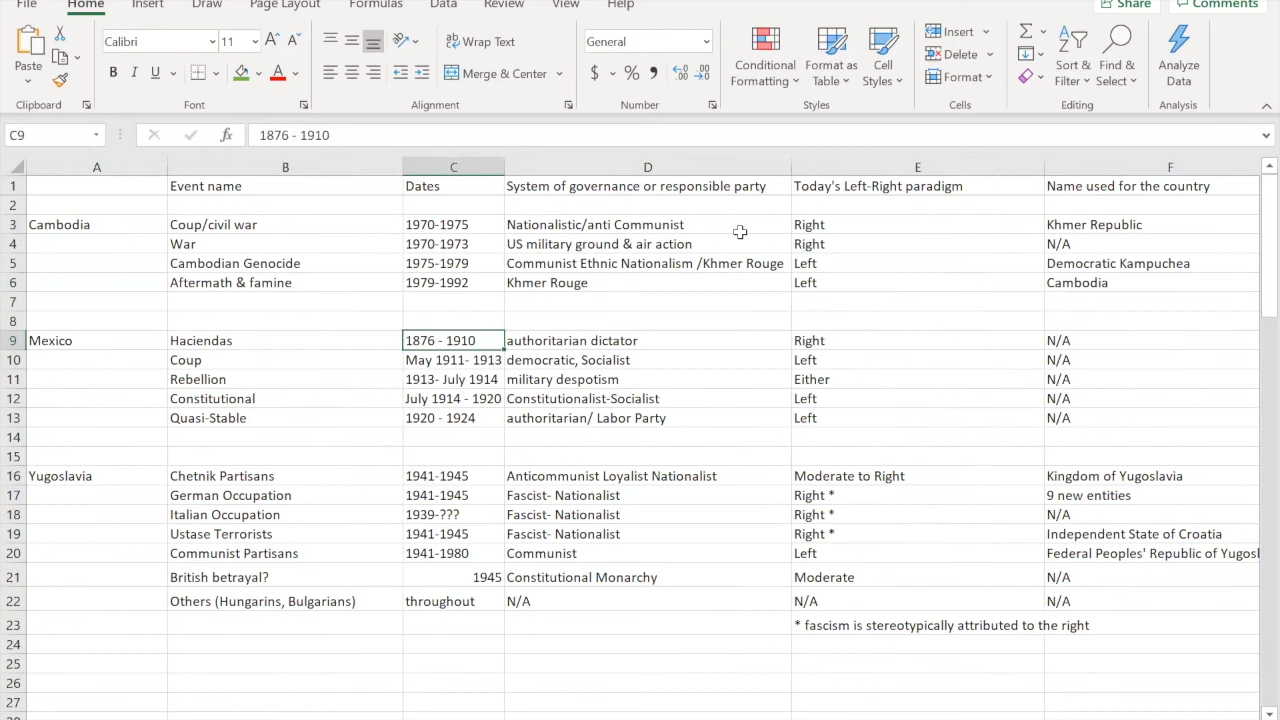 File Home Insert Draw Page Layout Formulas Data Review View Help Share Comments
Calibri 11 A A Wrap Text General Insert
Paste Conditional Formatting Format as Table Cell Styles Delete Sort & Filter Find & Select Analyze Data
B I U A Merge & Center $ % Format
Clipboard Font Alignment Number Styles Cells Editing Analysis
C9 fx 1876 - 1910
A B C D E F
1 Event name Dates System of governance or responsible party Today's Left-Right paradigm Name used for the country
2
3 Cambodia Coup/civil war 1970-1975 Nationalistic/anti Communist Right Khmer Republic
4 War 1970-1973 US military ground & air action Right N/A
5 Cambodian Genocide 1975-1979 Communist Ethnic Nationalism /Khmer Rouge Left Democratic Kampuchea
6 Aftermath & famine 1979-1992 Khmer Rouge Left Cambodia
7
8
9 Mexico Haciendas 1876 - 1910 authoritarian dictator Right N/A
10 Coup May 1911- 1913 democratic, Socialist Left N/A
11 Rebellion 1913- July 1914 military despotism Either N/A
12 Constitutional July 1914 - 1920 Constitutionalist-Socialist Left N/A
13 Quasi-Stable 1920 - 1924 authoritarian/ Labor Party Left N/A
14
15
16 Yugoslavia Chetnik Partisans 1941-1945 Anticommunist Loyalist Nationalist Moderate to Right Kingdom of Yugoslavia
17 German Occupation 1941-1945 Fascist- Nationalist Right * 9 new entities
18 Italian Occupation 1939-??? Fascist- Nationalist Right * N/A
19 Ustase Terrorists 1941-1945 Fascist- Nationalist Right * Independent State of Croatia
20 Communist Partisans 1941-1980 Communist Left Federal Peoples' Republic of Yugosl
21 British betrayal? 1945 Constitutional Monarchy Moderate N/A
22 Others (Hungarins, Bulgarians) throughout N/A N/A N/A
23 * fascism is stereotypically attributed to the right
24
25
26
27